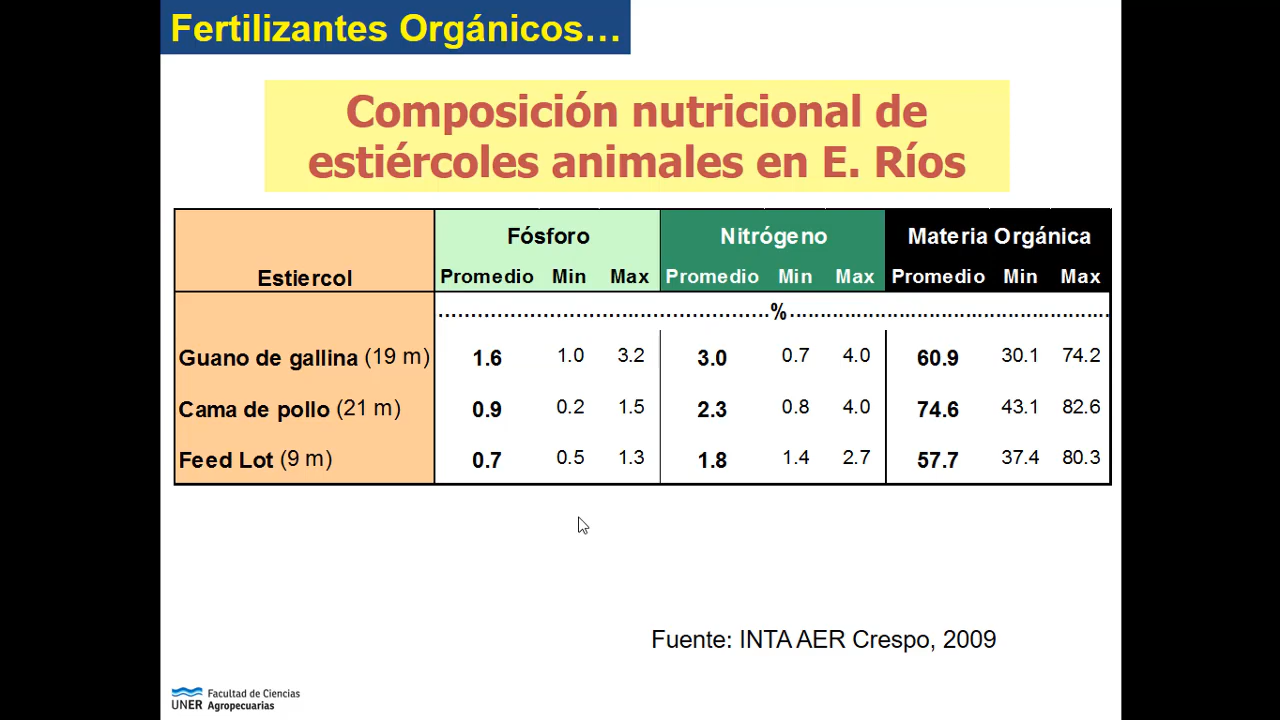 Fertilizantes Orgánicos…
Composición nutricional de
estiércoles animales en E. Ríos
Fósforo Nitrógeno Materia Orgánica
Estiercol Promedio Min Max Promedio Min Max Promedio Min Max
%
Guano de gallina (19 m) 1.6 1.0 3.2 3.0 0.7 4.0 60.9 30.1 74.2
Cama de pollo (21 m) 0.9 0.2 1.5 2.3 0.8 4.0 74.6 43.1 82.6
Feed Lot (9 m) 0.7 0.5 1.3 1.8 1.4 2.7 57.7 37.4 80.3
Fuente: INTA AER Crespo, 2009
UNER Facultad de Ciencias
Agropecuarias